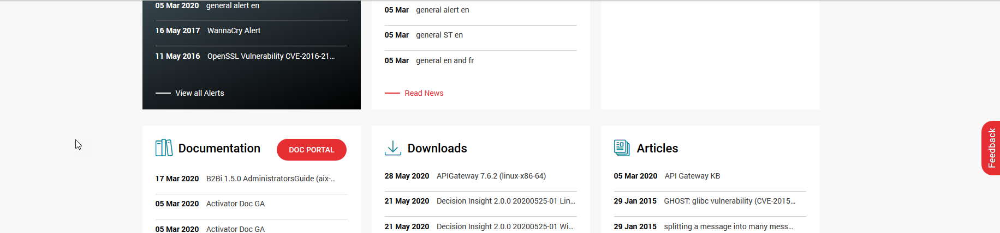 05 Mar 2020 general alert en
16 May 2017 WannaCry Alert
11 May 2016 OpenSSL Vulnerability CVE-2016-21...
View all Alerts
05 Mar general alert en
05 Mar general ST en
05 Mar general en and fr
Read News
Documentation DOC PORTAL
17 Mar 2020 B2Bi 1.5.0 AdministratorsGuide (aix-...
05 Mar 2020 Activator Doc GA
05 Mar 2020 Activator Doc GA
Downloads
28 May 2020 APIGateway 7.6.2 (linux-x86-64)
21 May 2020 Decision Insight 2.0.0 20200525-01 Lin...
21 May 2020 Decision Insight 2.0.0 20200525-01 Wi...
Articles
05 Mar 2020 API Gateway KB
29 Jan 2015 GHOST: glibc vulnerability (CVE-2015...
29 Jan 2015 splitting a message into many mess...
Feedback